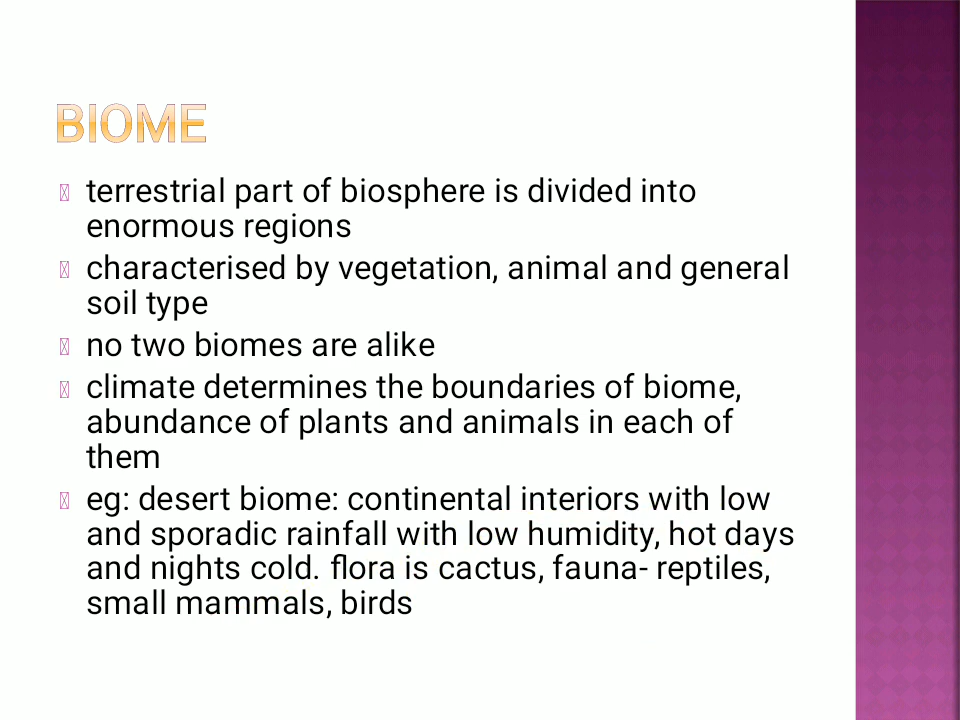 BIOME
terrestrial part of biosphere is divided into
enormous regions
characterised by vegetation, animal and general
soil type
no two biomes are alike
climate determines the boundaries of biome,
abundance of plants and animals in each of
them
eg: desert biome: continental interiors with low
and sporadic rainfall with low humidity, hot days
and nights cold. flora is cactus, fauna- reptiles,
small mammals, birds